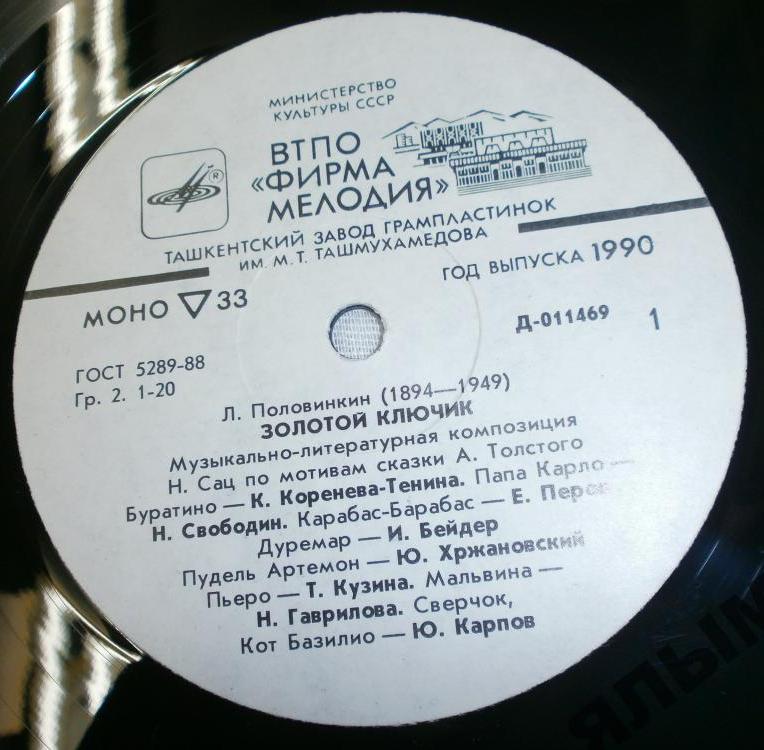 МИНИСТЕРСТВО
КУЛЬТУРЫ СССР
ВТПО
«ФИРМА
МЕЛОДИЯ»
ТАШКЕНТСКИЙ ЗАВОД ГРАМПЛАСТИНОК
ИМ. М. Т. ТАШМУХАМЕДОВА
МОНО 33
ГОД ВЫПУСКА 1990
ГОСТ 5289-88
Гр. 2. 1-20
Д-011469 1
Л. Половинкин (1894—1949)
ЗОЛОТОЙ КЛЮЧИК
Музыкально-литературная композиция
Н. Сац по мотивам сказки А. Толстого
Буратино — К. Коренева-Тенина. Папа Карло —
Н. Свободин. Карабас-Барабас — Е.
Дуремар — И. Бейдер
Пудель Артемон — Ю. Хржановский
Пьеро — Т. Кузина. Мальвина —
Н. Гаврилова. Сверчок,
Кот Базилио — Ю. Карпов